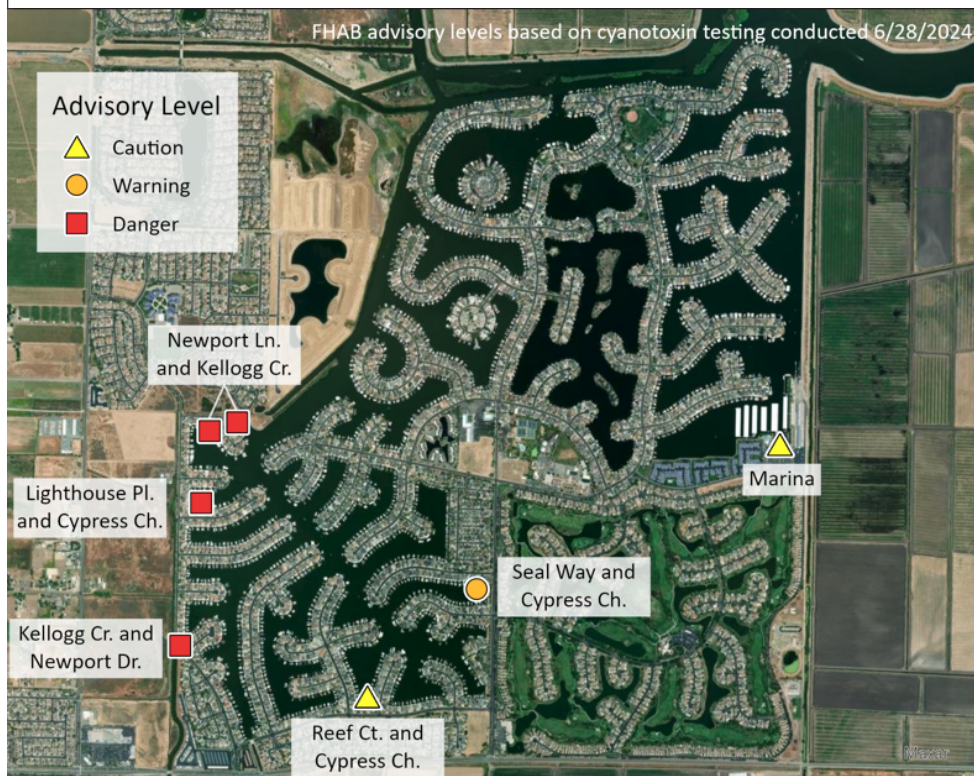 FHAB advisory levels based on cyanotoxin testing conducted 6/28/2024
Advisory Level
Caution
Warning
Danger
Newport Ln.
and Kellogg Cr.
Lighthouse Pl.
and Cypress Ch.
Marina
Seal Way and
Cypress Ch.
Kellogg Cr. and
Newport Dr.
Reef Ct. and
Cypress Ch.
Maxar